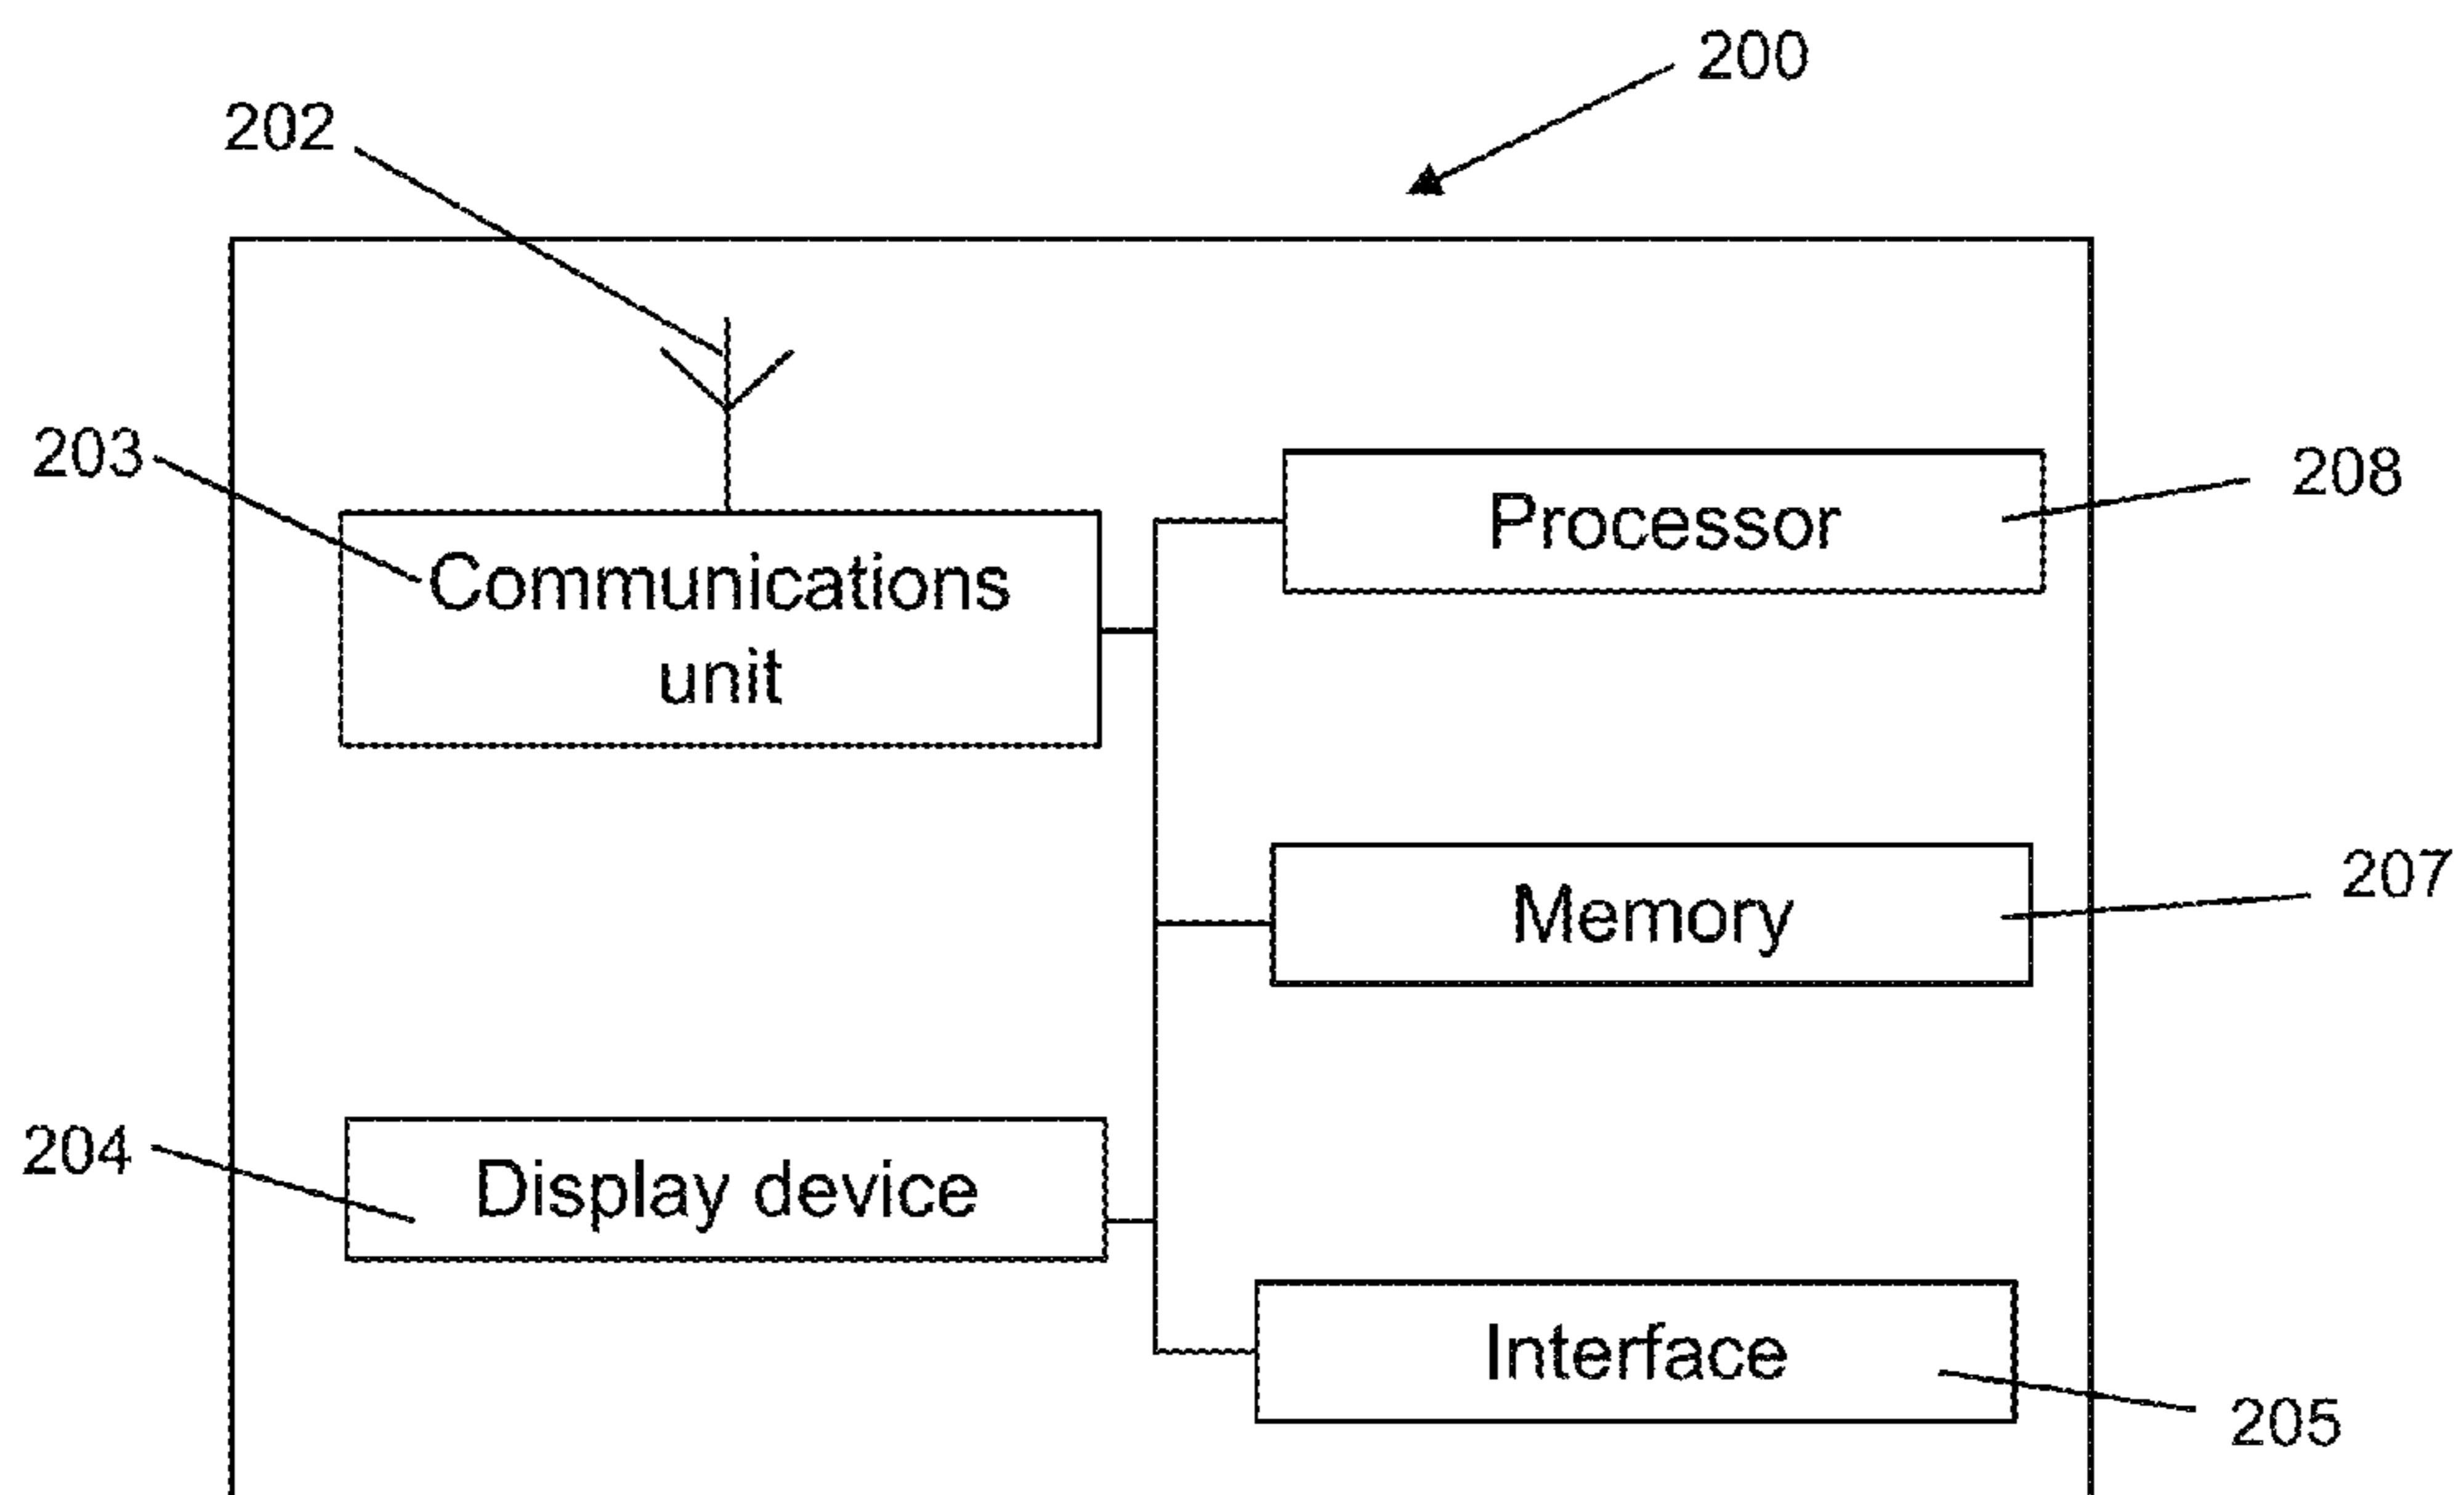 200
202
203
208
Processor
Communications
unit
207
Memory
204
Display device
Interface
205